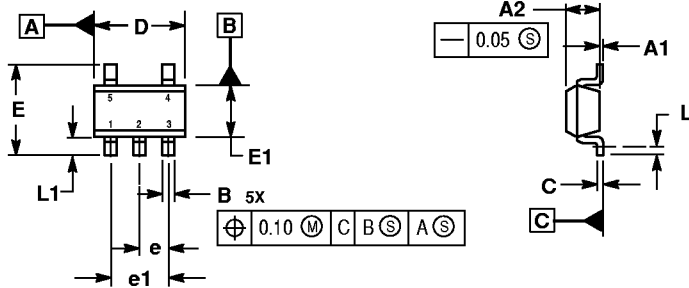 A
D
B
A2
— 0.05 Ⓢ
A1
E
5 4
1 2 3
E1
L
L1
B 5X
C
⌖ 0.10 Ⓜ C B Ⓢ A Ⓢ
C
e
e1